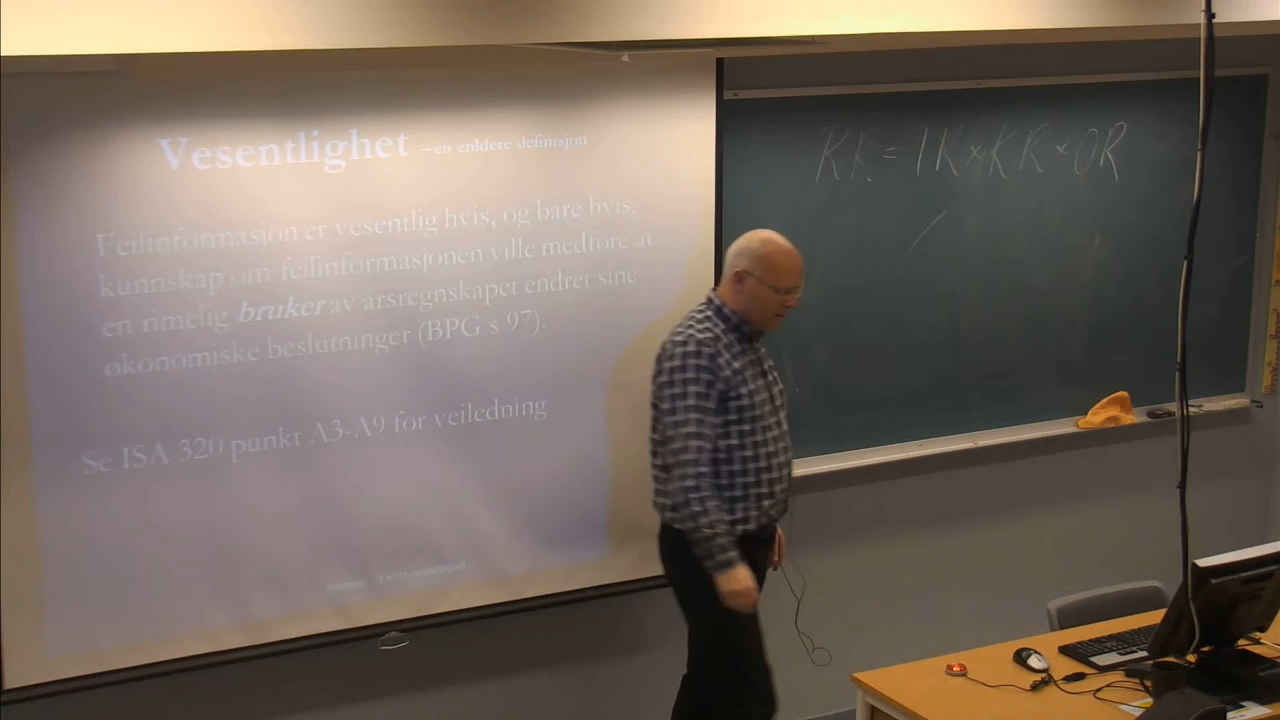 Vesentlighet – en enklere definisjon
Feilinformasjon er vesentlig hvis, og bare hvis,
kunnskap om feilinformasjonen ville medføre at
en rimelig bruker av årsregnskapet endret sine
økonomiske beslutninger (BPG s 97).
Se ISA 320 punkt A3-A9 for veiledning
RR = IR × KR × OR